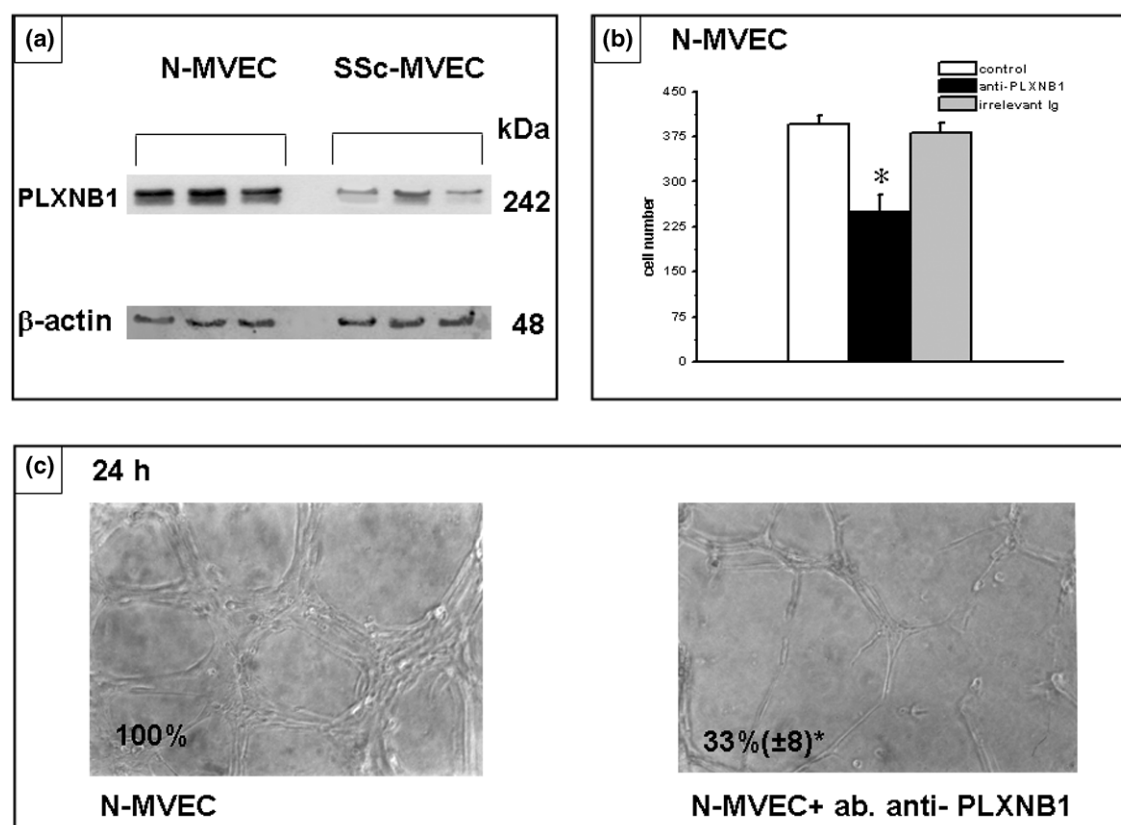 (a)
N-MVEC SSc-MVEC
kDa
PLXNB1
242
β-actin
48
(b)
N-MVEC
control
anti-PLXNB1
irrelevant Ig
450
375
300
225
150
75
0
cell number
*
(c)
24 h
100%
N-MVEC
33%(±8)*
N-MVEC+ ab. anti- PLXNB1